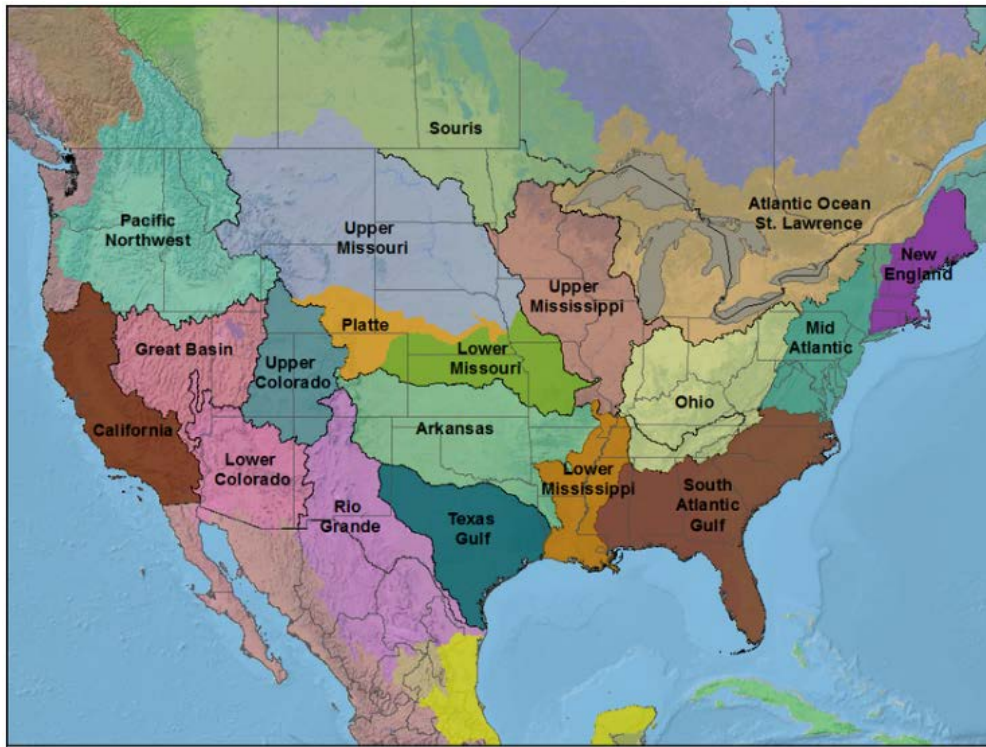 Souris
Pacific
Northwest
Upper
Missouri
Atlantic Ocean
St. Lawrence
New
England
Upper
Mississippi
Platte
Great Basin
Upper
Colorado
Lower
Missouri
Mid
Atlantic
Ohio
California
Arkansas
Lower
Colorado
Lower
Mississippi
South
Atlantic
Gulf
Rio
Grande
Texas
Gulf